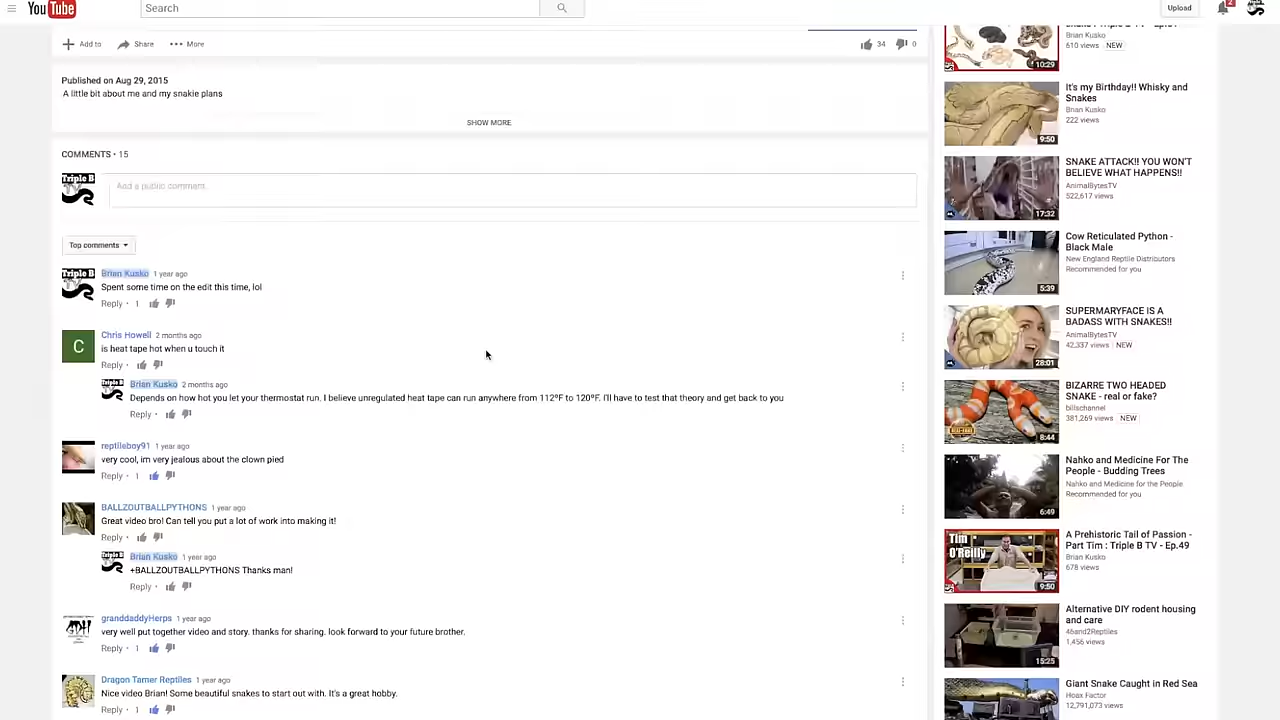 YouTube
Search
Upload
2
Add to
Share
••• More
34
0
Published on Aug 29, 2015
A little bit about me and my snakie plans
SHOW MORE
COMMENTS • 15
Triple B
Add a public comment.
Top comments
Triple B
Brian Kusko 1 year ago
Spent some time on the edit this time, lol
Reply • 1
C
Chris Howell 2 months ago
is heat tape hot when u touch it
Reply •
Triple B
Brian Kusko 2 months ago
Depends on how hot you let your thermostat run. I believe unregulated heat tape can run anywhere from 112ºF to 120ºF. I'll have to test that theory and get back to you
Reply •
reptileboy91 1 year ago
very cool, im very jealous about the odium pied
Reply • 1
BALLZOUTBALLPYTHONS 1 year ago
Great video bro! Can tell you put a lot of work into making it!
Reply •
Triple B
Brian Kusko 1 year ago
+BALLZOUTBALLPYTHONS Thanks man!
Reply •
granddaddyHerps 1 year ago
very well put together video and story. thanks for sharing. look forward to your future brother.
Reply • 1
Dragon Tamer Reptiles 1 year ago
Nice video Brian! Some beautiful snakes to start out with. It's a great hobby.
Reply • 1
Brian Kusko
610 views NEW
10:29
It's my Birthday!! Whisky and
Snakes
Brian Kusko
222 views
9:50
SNAKE ATTACK!! YOU WON'T
BELIEVE WHAT HAPPENS!!
AnimalBytesTV
522,617 views
17:32
Cow Reticulated Python -
Black Male
New England Reptile Distributors
Recommended for you
5:39
SUPERMARYFACE IS A
BADASS WITH SNAKES!!
AnimalBytesTV
42,337 views NEW
28:01
BIZARRE TWO HEADED
SNAKE - real or fake?
billschannel
381,269 views NEW
8:44
Nahko and Medicine For The
People - Budding Trees
Nahko and Medicine for the People
Recommended for you
6:49
Tim
O'Reilly
A Prehistoric Tail of Passion -
Part Tim : Triple B TV - Ep.49
Brian Kusko
678 views
9:50
Alternative DIY rodent housing
and care
46and2Reptiles
1,456 views
15:25
Giant Snake Caught in Red Sea
Hoax Factor
12,791,073 views